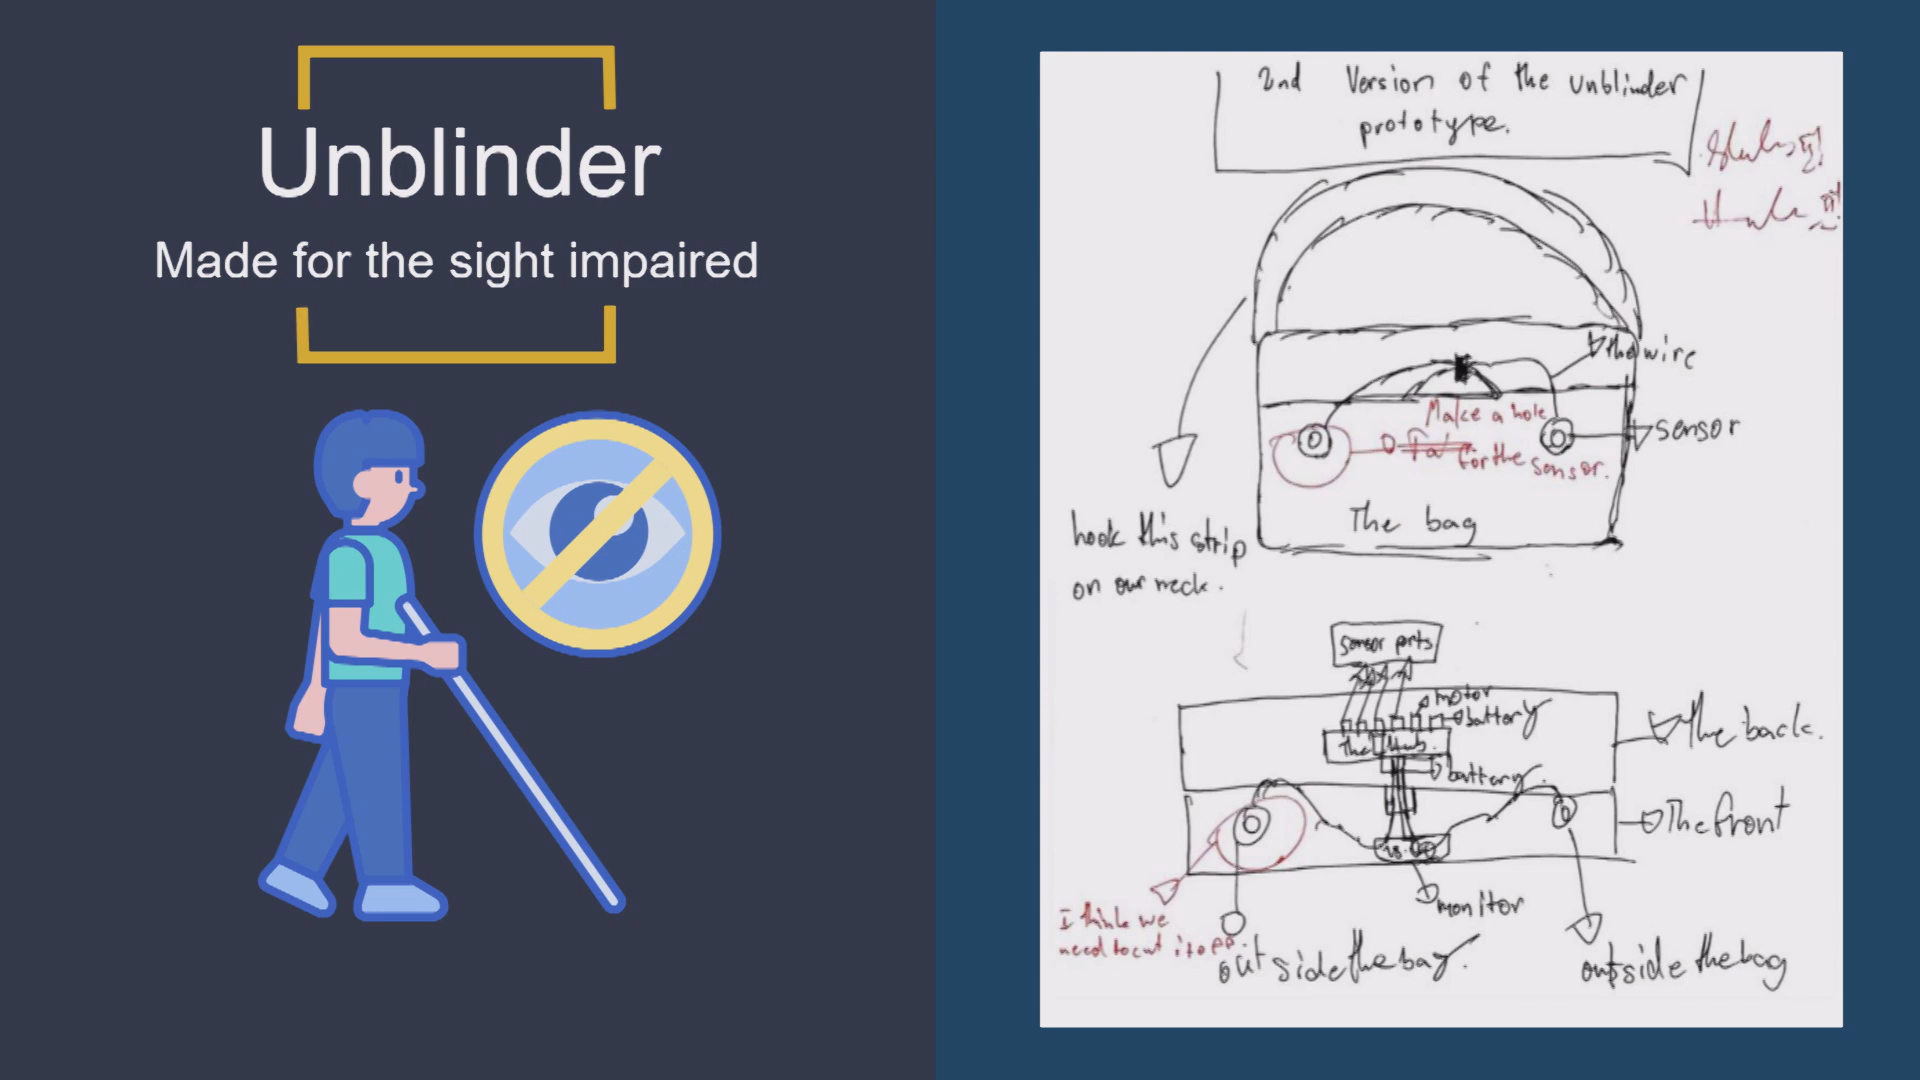 Unblinder
Made for the sight impaired
2nd Version of the unblinder
prototype.
the wire
Make a hole
for the sensor.
sensor
The bag
hook this strip
on our neck.
sensor ports
motor
battery
The Hub.
battery.
The back.
The front
monitor
I think we
need to cut it off.
outside the bag.
outside the bag